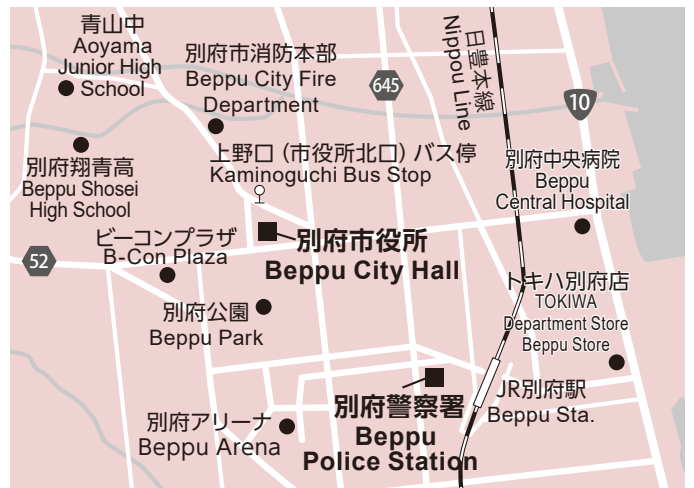 青山中
Aoyama
Junior High
School
別府市消防本部
Beppu City Fire
Department
645
日豊本線
Nippou Line
10
別府翔青高
Beppu Shosei
High School
上野口（市役所北口）バス停
Kaminoguchi Bus Stop
別府中央病院
Beppu
Central Hospital
52
ビーコンプラザ
B-Con Plaza
別府市役所
Beppu City Hall
別府公園
Beppu Park
トキハ別府店
TOKIWA
Department Store
Beppu Store
別府アリーナ
Beppu Arena
別府警察署
Beppu
Police Station
JR別府駅
Beppu Sta.